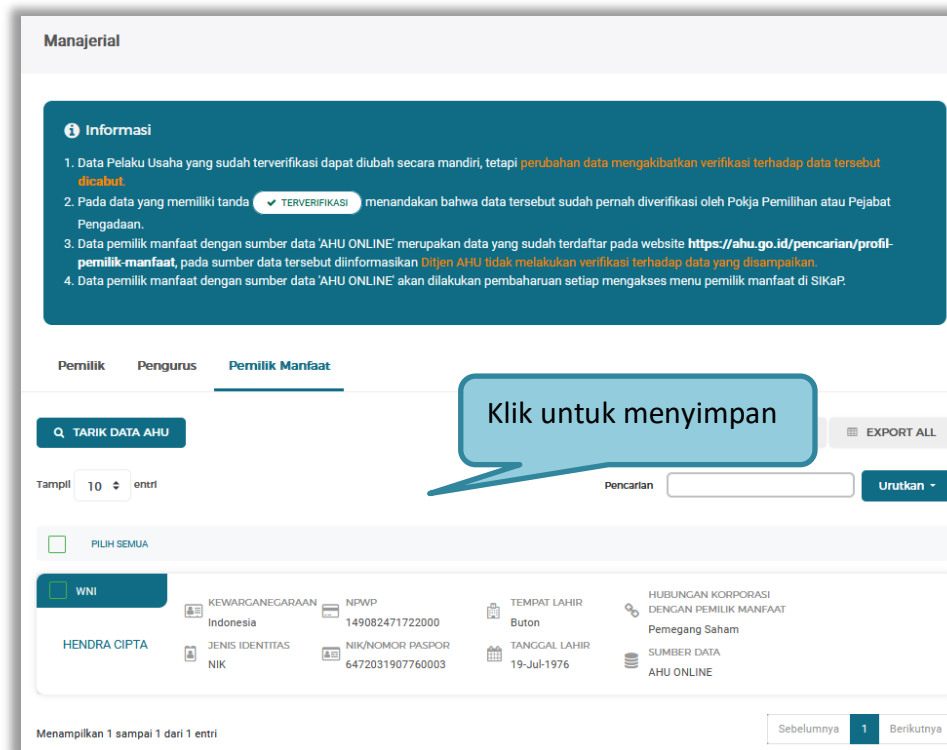 Manajerial
Informasi
1. Data Pelaku Usaha yang sudah terverifikasi dapat diubah secara mandiri, tetapi perubahan data mengakibatkan verifikasi terhadap data tersebut
dicabut.
2. Pada data yang memiliki tanda ✔ TERVERIFIKASI menandakan bahwa data tersebut sudah pernah diverifikasi oleh Pokja Pemilihan atau Pejabat
Pengadaan.
3. Data pemilik manfaat dengan sumber data 'AHU ONLINE' merupakan data yang sudah terdaftar pada website https://ahu.go.id/pencarian/profil-
pemilik-manfaat, pada sumber data tersebut diinformasikan Ditjen AHU tidak melakukan verifikasi terhadap data yang disampaikan.
4. Data pemilik manfaat dengan sumber data 'AHU ONLINE' akan dilakukan pembaharuan setiap mengakses menu pemilik manfaat di SIKaP.
Pemilik Pengurus Pemilik Manfaat
Klik untuk menyimpan
TARIK DATA AHU EXPORT ALL
Tampil 10 entri Pencarian Urutkan
PILIH SEMUA
WNI
HENDRA CIPTA
KEWARGANEGARAAN
Indonesia
JENIS IDENTITAS
NIK
NPWP
149082471722000
NIK/NOMOR PASPOR
6472031907760003
TEMPAT LAHIR
Buton
TANGGAL LAHIR
19-Jul-1976
HUBUNGAN KORPORASI
DENGAN PEMILIK MANFAAT
Pemegang Saham
SUMBER DATA
AHU ONLINE
Menampilkan 1 sampai 1 dari 1 entri
Sebelumnya 1 Berikutnya